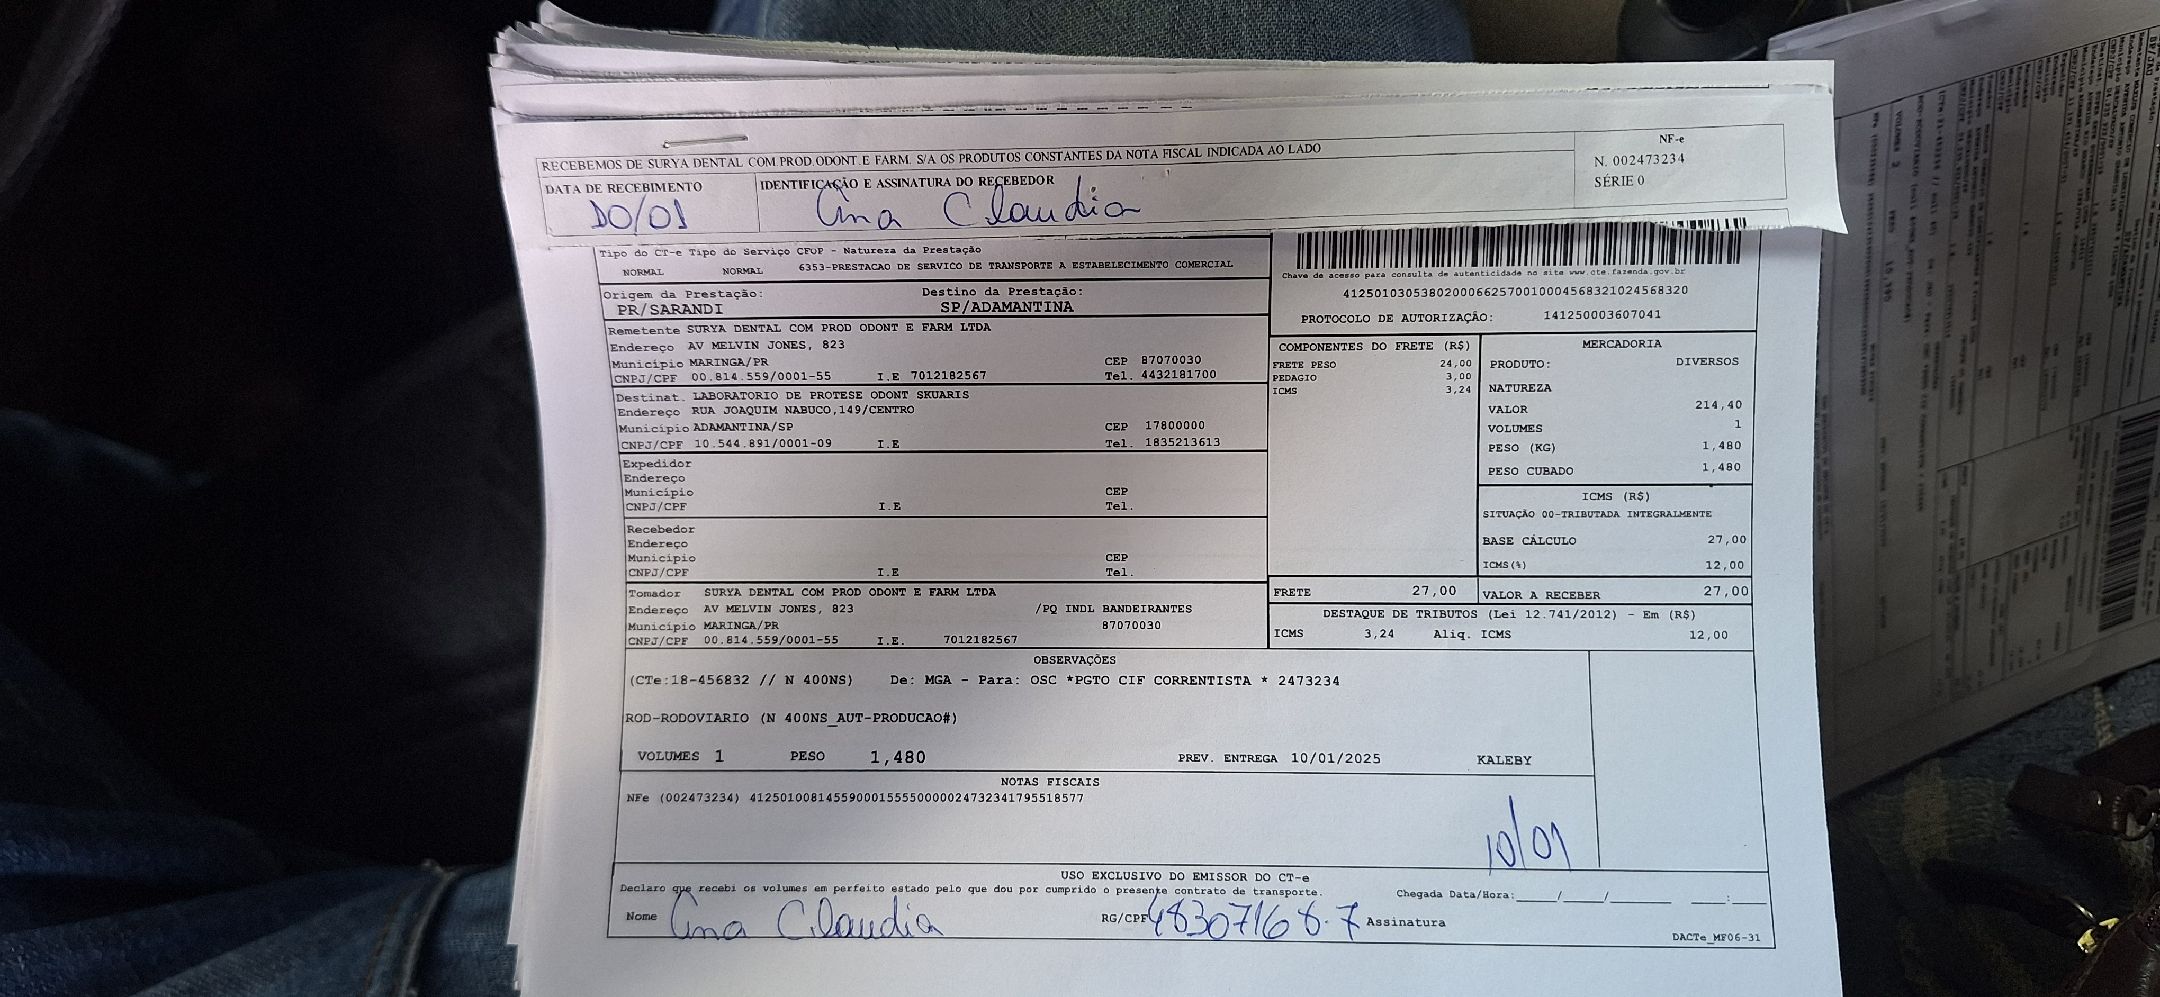 RECEBEMOS DE SURYA DENTAL COM PROD.ODONT E FARM. S/A OS PRODUTOS CONSTANTES DA NOTA FISCAL INDICADA AO LADO
NF-e
N. 002473234
SÉRIE 0
DATA DE RECEBIMENTO
10/01
IDENTIFICAÇÃO E ASSINATURA DO RECEBEDOR
Ana Claudia
Tipo do CT-e Tipo do Serviço CFOP - Natureza da Prestação
NORMAL NORMAL 6353-PRESTACAO DE SERVICO DE TRANSPORTE A ESTABELECIMENTO COMERCIAL
Chave de acesso para consulta de autenticidade no site www.cte.fazenda.gov.br
41250103053802000662570010004568321024568320
PROTOCOLO DE AUTORIZAÇÃO: 141250003607041
Origem da Prestação: Destino da Prestação:
PR/SARANDI SP/ADAMANTINA
Remetente SURYA DENTAL COM PROD ODONT E FARM LTDA
Endereço AV MELVIN JONES, 823
Município MARINGA/PR CEP 87070030
CNPJ/CPF 00.814.559/0001-55 I.E 7012182567 Tel. 4432181700
Destinat. LABORATORIO DE PROTESE ODONT SKUARIS
Endereço RUA JOAQUIM NABUCO,149/CENTRO
Município ADAMANTINA/SP CEP 17800000
CNPJ/CPF 10.544.891/0001-09 I.E Tel. 1835213613
Expedidor
Endereço
Município CEP
CNPJ/CPF I.E Tel.
Recebedor
Endereço
Município CEP
CNPJ/CPF I.E Tel.
Tomador SURYA DENTAL COM PROD ODONT E FARM LTDA
Endereço AV MELVIN JONES, 823 /PQ INDL BANDEIRANTES
Município MARINGA/PR 87070030
CNPJ/CPF 00.814.559/0001-55 I.E. 7012182567
COMPONENTES DO FRETE (R$)
FRETE PESO 24,00
PEDAGIO 3,00
ICMS 3,24
MERCADORIA
PRODUTO: DIVERSOS
NATUREZA
VALOR 214,40
VOLUMES 1
PESO (KG) 1,480
PESO CUBADO 1,480
ICMS (R$)
SITUAÇÃO 00-TRIBUTADA INTEGRALMENTE
BASE CÁLCULO 27,00
ICMS(%) 12,00
FRETE 27,00
VALOR A RECEBER 27,00
DESTAQUE DE TRIBUTOS (Lei 12.741/2012) - Em (R$)
ICMS 3,24 Aliq. ICMS 12,00
OBSERVAÇÕES
(CTe:18-456832 // N 400NS) De: MGA - Para: OSC *PGTO CIF CORRENTISTA * 2473234
ROD-RODOVIARIO (N 400NS_AUT-PRODUCAO#)
VOLUMES 1 PESO 1,480 PREV. ENTREGA 10/01/2025 KALEBY
NOTAS FISCAIS
NFe (002473234) 41250100814559000155550000024732341795518577
10/01
USO EXCLUSIVO DO EMISSOR DO CT-e
Declaro que recebi os volumes em perfeito estado pelo que dou por cumprido o presente contrato de transporte. Chegada Data/Hora:____/____/______ ___:___
Nome Ana Claudia RG/CPF 48307168-7 Assinatura
DACTe_MF06-31